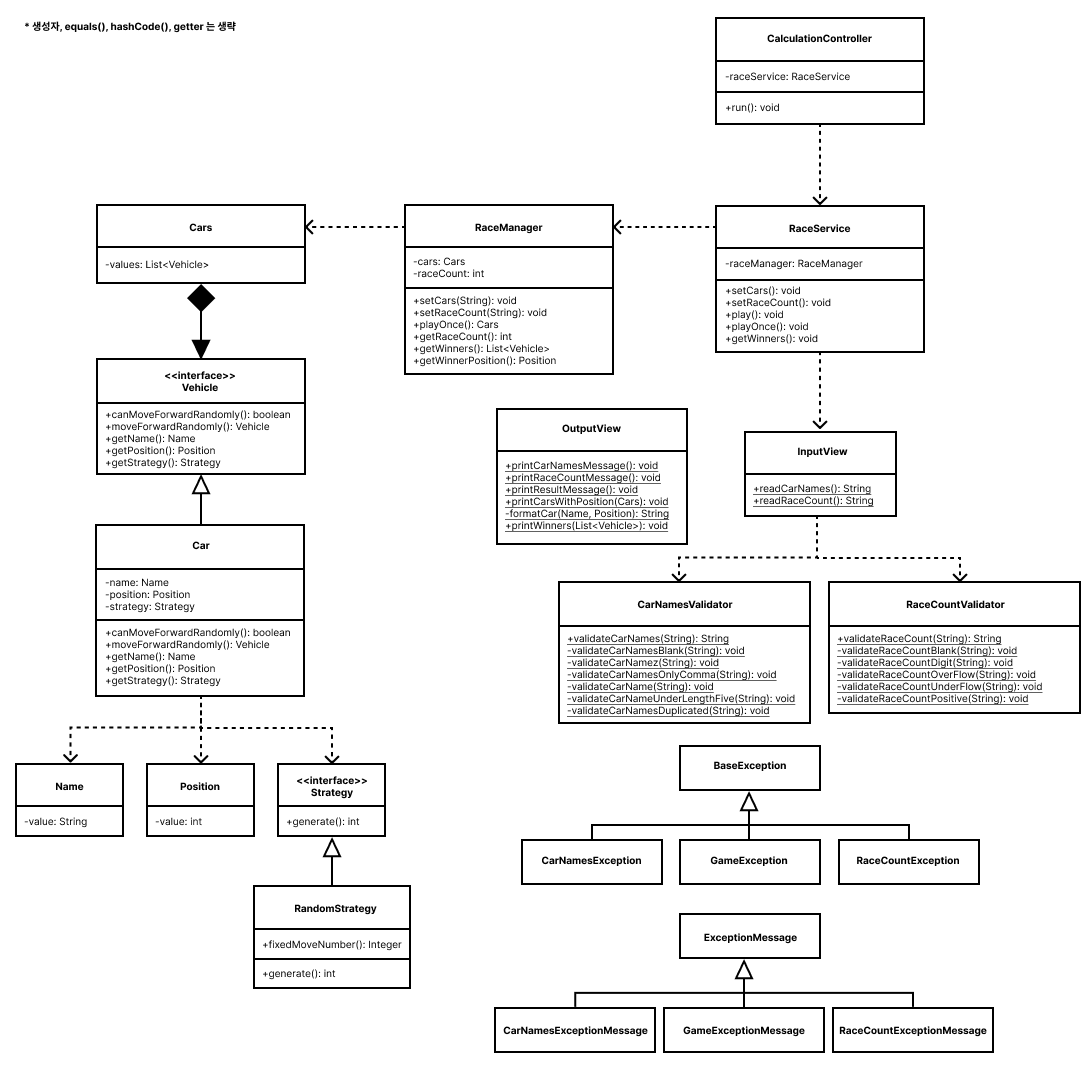 * 생성자, equals(), hashCode(), getter 는 생략
CalculationController
-raceService: RaceService
+run(): void
Cars
-values: List<Vehicle>
RaceManager
-cars: Cars
-raceCount: int
+setCars(String): void
+setRaceCount(String): void
+playOnce(): Cars
+getRaceCount(): int
+getWinners(): List<Vehicle>
+getWinnerPosition(): Position
RaceService
-raceManager: RaceManager
+setCars(): void
+setRaceCount(): void
+play(): void
+playOnce(): void
+getWinners(): void
<<interface>>
Vehicle
+canMoveForwardRandomly(): boolean
+moveForwardRandomly(): Vehicle
+getName(): Name
+getPosition(): Position
+getStrategy(): Strategy
OutputView
+printCarNamesMessage(): void
+printRaceCountMessage(): void
+printResultMessage(): void
+printCarsWithPosition(Cars): void
-formatCar(Name, Position): String
+printWinners(List<Vehicle>): void
InputView
+readCarNames(): String
+readRaceCount(): String
Car
-name: Name
-position: Position
-strategy: Strategy
+canMoveForwardRandomly(): boolean
+moveForwardRandomly(): Vehicle
+getName(): Name
+getPosition(): Position
+getStrategy(): Strategy
CarNamesValidator
+validateCarNames(String): String
-validateCarNamesBlank(String): void
-validateCarNamez(String): void
-validateCarNamesOnlyComma(String): void
-validateCarName(String): void
-validateCarNameUnderLengthFive(String): void
-validateCarNamesDuplicated(String): void
RaceCountValidator
+validateRaceCount(String): String
-validateRaceCountBlank(String): void
-validateRaceCountDigit(String): void
-validateRaceCountOverFlow(String): void
-validateRaceCountUnderFlow(String): void
-validateRaceCountPositive(String): void
Name
-value: String
Position
-value: int
<<interface>>
Strategy
+generate(): int
RandomStrategy
+fixedMoveNumber(): Integer
+generate(): int
BaseException
CarNamesException
GameException
RaceCountException
ExceptionMessage
CarNamesExceptionMessage
GameExceptionMessage
RaceCountExceptionMessage